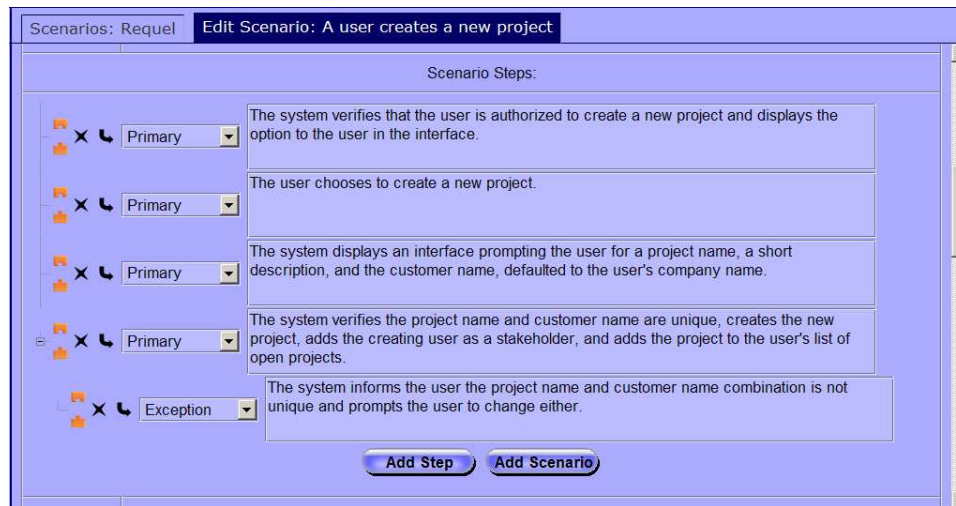 Scenarios: Requel
Edit Scenario: A user creates a new project
Scenario Steps:
Primary
The system verifies that the user is authorized to create a new project and displays the
option to the user in the interface.
Primary
The user chooses to create a new project.
Primary
The system displays an interface prompting the user for a project name, a short
description, and the customer name, defaulted to the user's company name.
Primary
The system verifies the project name and customer name are unique, creates the new
project, adds the creating user as a stakeholder, and adds the project to the user's list of
open projects.
Exception
The system informs the user the project name and customer name combination is not
unique and prompts the user to change either.
Add Step
Add Scenario